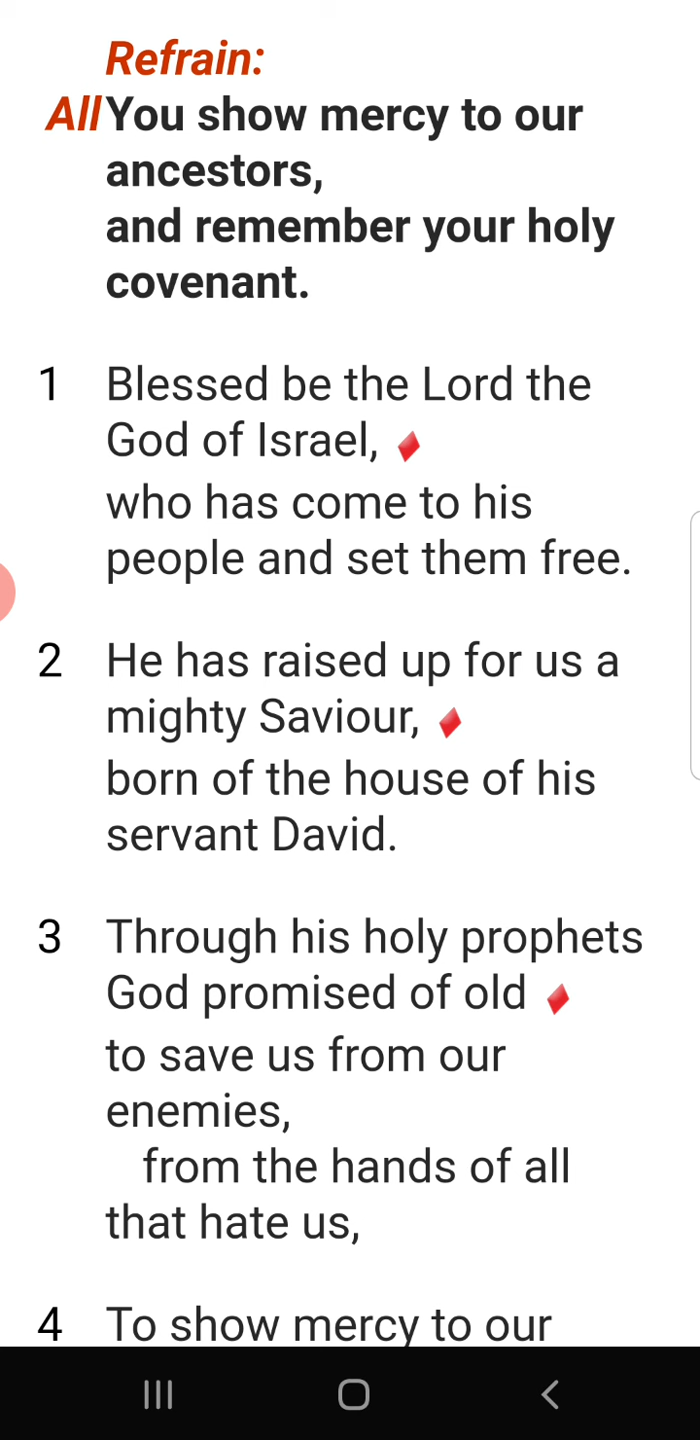 Refrain:
All You show mercy to our
ancestors,
and remember your holy
covenant.
1 Blessed be the Lord the
God of Israel, ♦
who has come to his
people and set them free.
2 He has raised up for us a
mighty Saviour, ♦
born of the house of his
servant David.
3 Through his holy prophets
God promised of old ♦
to save us from our
enemies,
from the hands of all
that hate us,
4 To show mercy to our